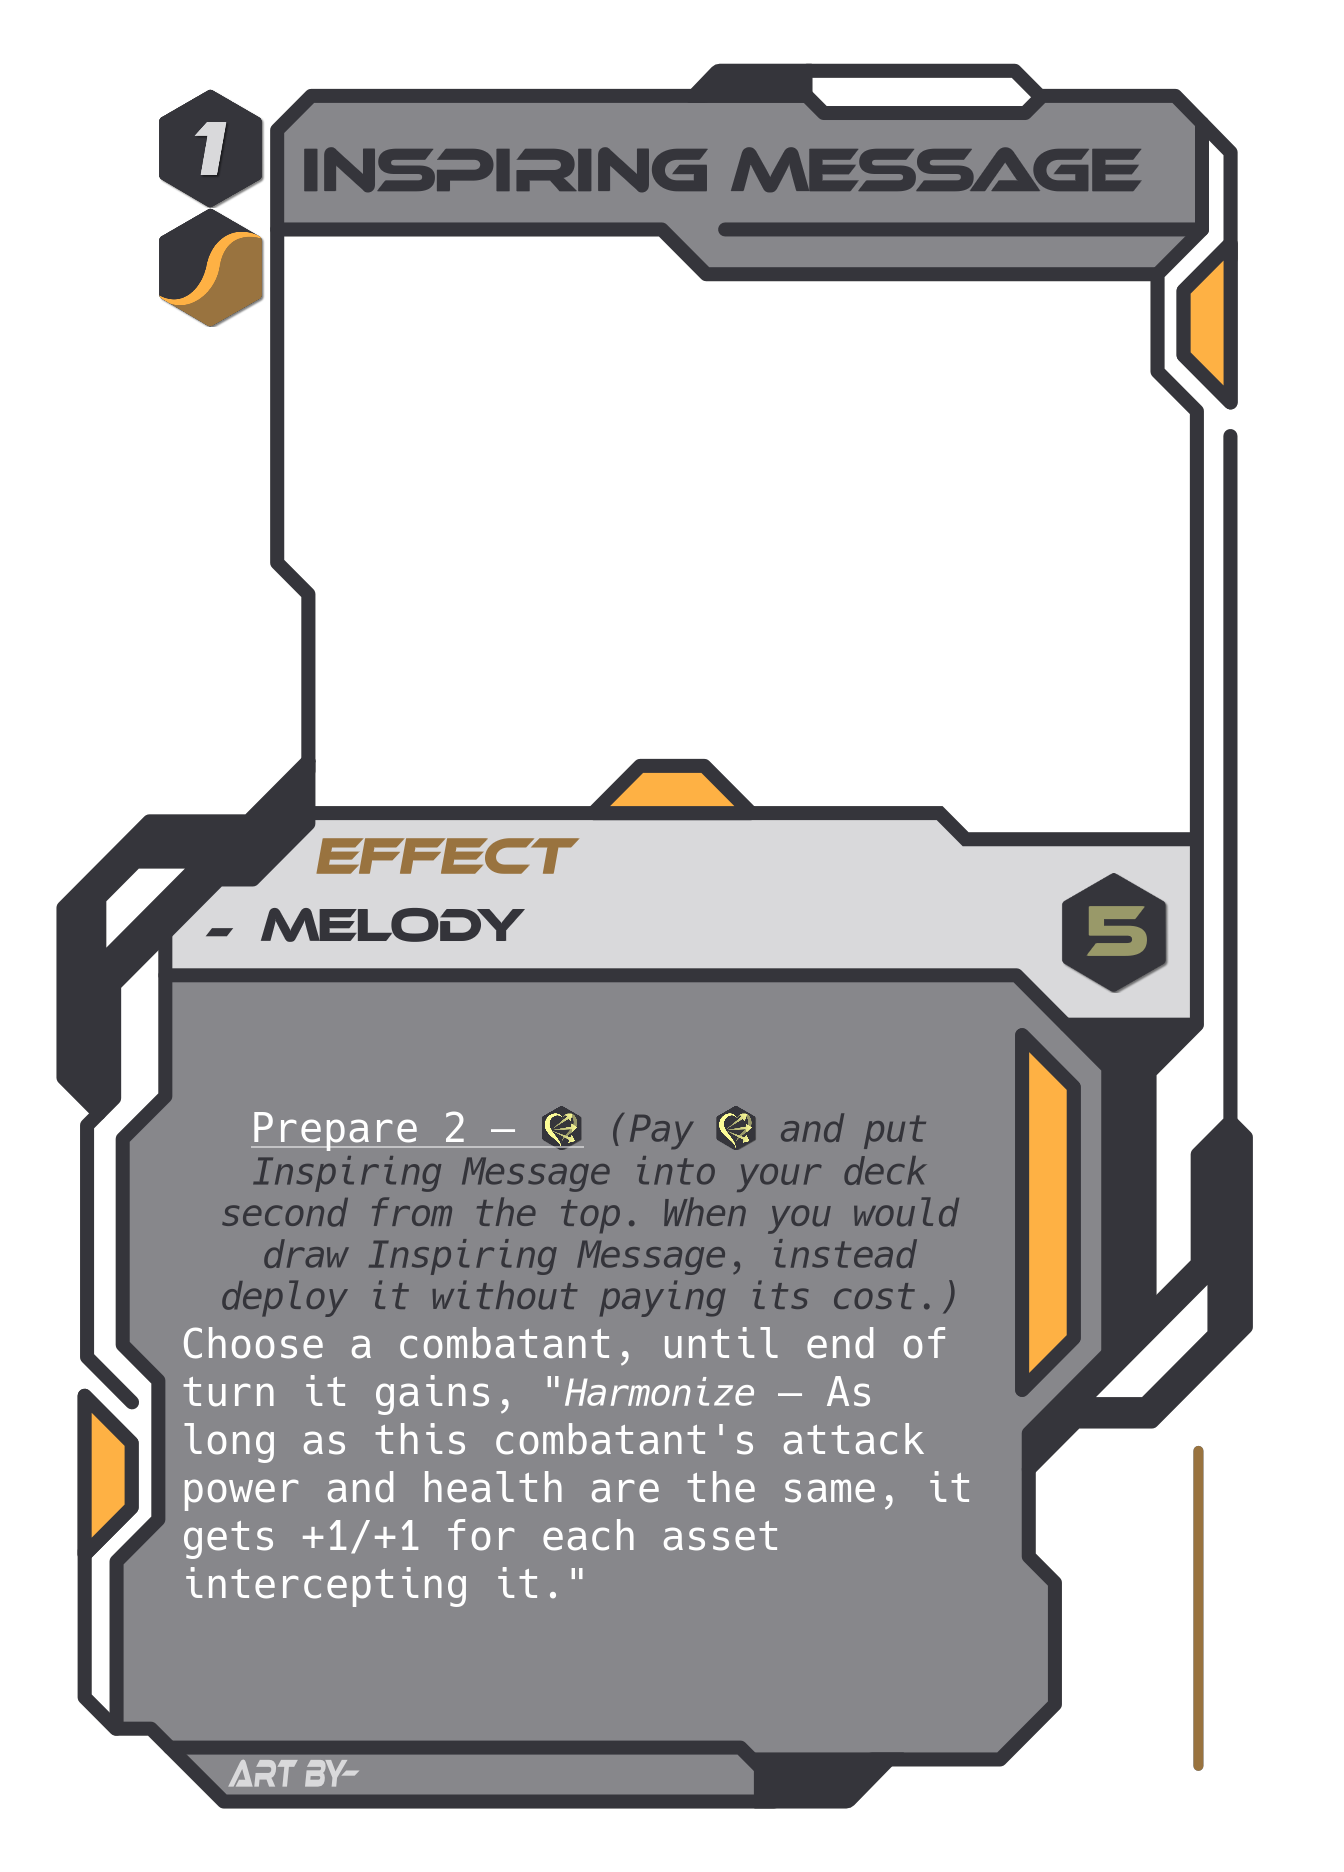 1
INSPIRING MESSAGE
EFFECT
- MELODY
5
Prepare 2 – (Pay and put
Inspiring Message into your deck
second from the top. When you would
draw Inspiring Message, instead
deploy it without paying its cost.)
Choose a combatant, until end of
turn it gains, "Harmonize – As
long as this combatant's attack
power and health are the same, it
gets +1/+1 for each asset
intercepting it."
ART BY-